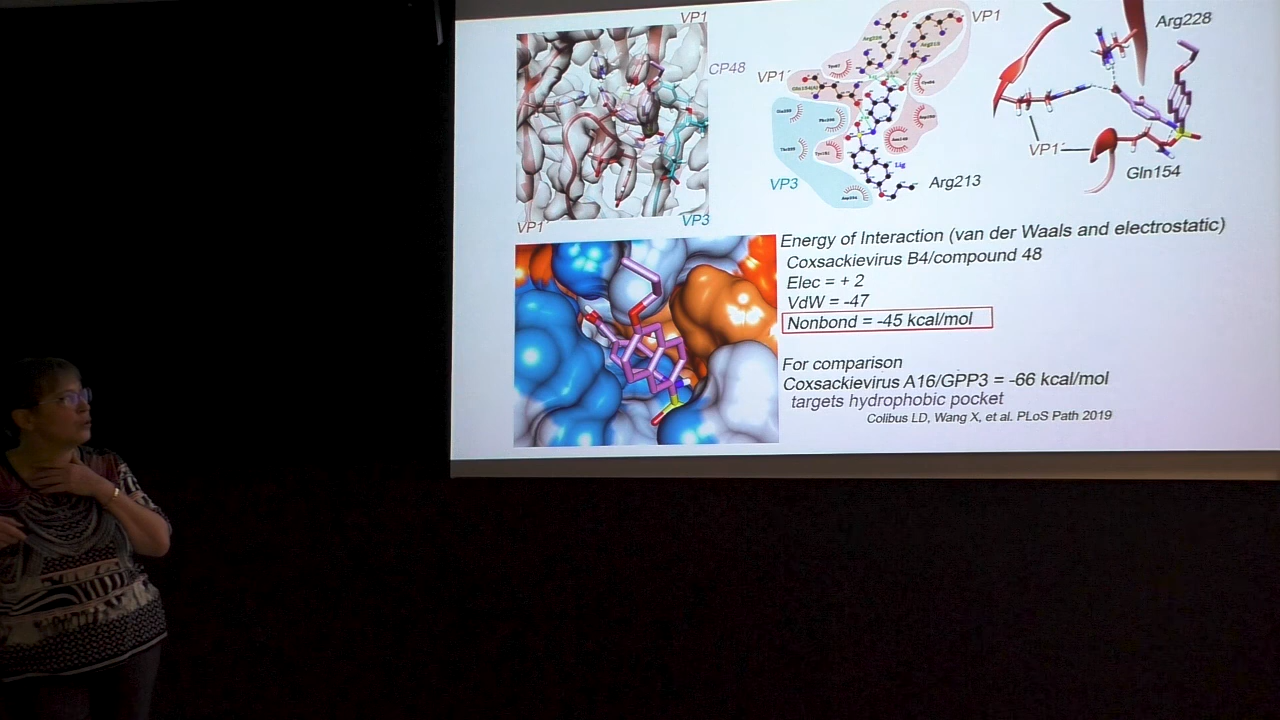 VP1
CP48
VP1´
VP3
VP1
VP1´
VP3
Lig
Arg213
Arg228
VP1´
Gln154
Energy of Interaction (van der Waals and electrostatic)
Coxsackievirus B4/compound 48
Elec = + 2
VdW = -47
Nonbond = -45 kcal/mol
For comparison
Coxsackievirus A16/GPP3 = -66 kcal/mol
targets hydrophobic pocket
Colibus LD, Wang X, et al. PLoS Path 2019